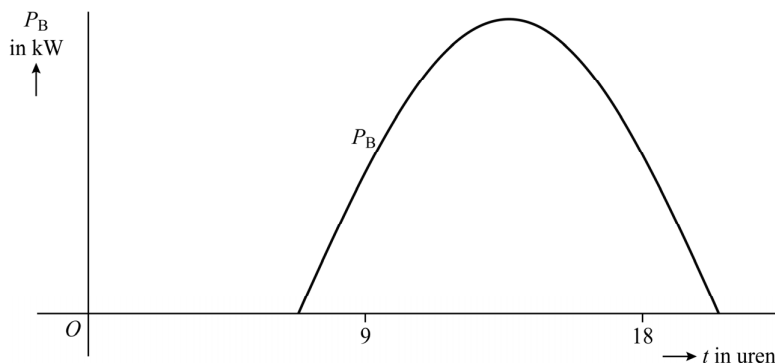 P_B
in kW
P_B
O
9
18
t in uren